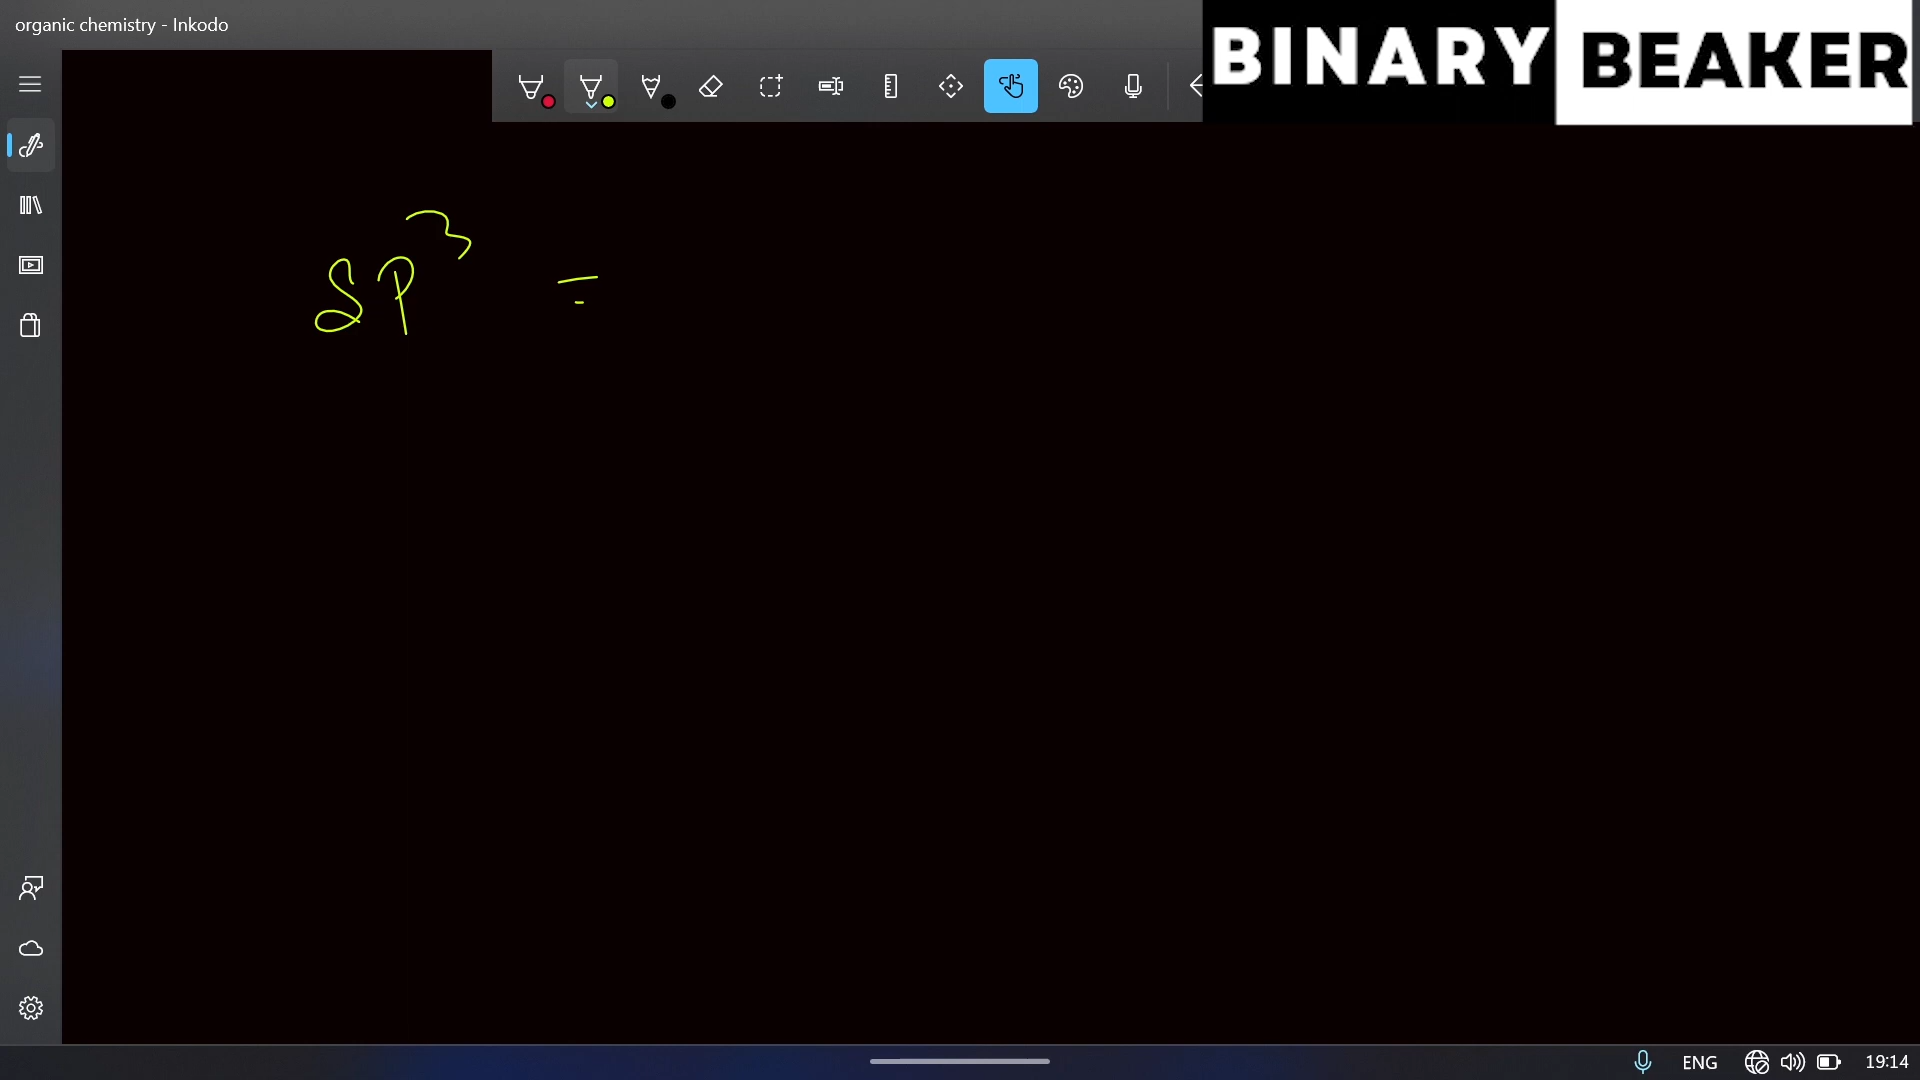 organic chemistry - Inkodo
BINARY BEAKER
SP³ =
ENG 19:14